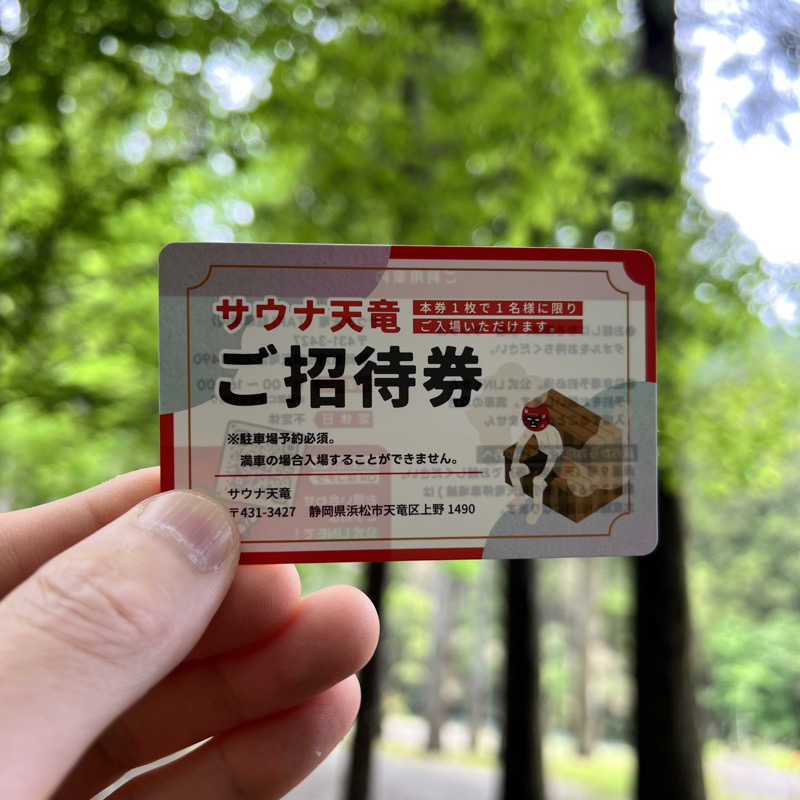 サウナ天竜
本券1枚で1名様に限り
ご入場いただけます。
ご招待券
※駐車場予約必須。
満車の場合入場することができません。
サウナ天竜
〒431-3427 静岡県浜松市天竜区上野 1490